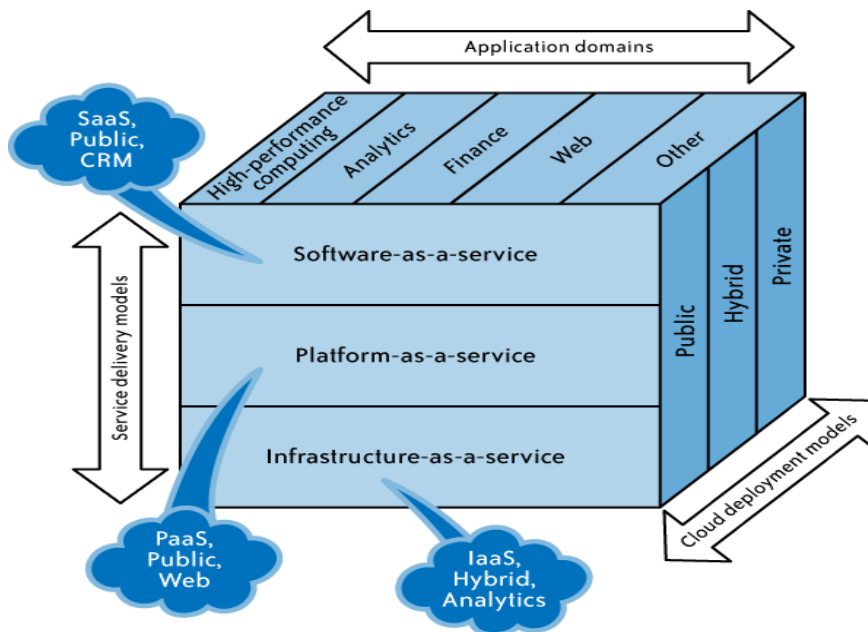 Application domains
SaaS,
Public,
CRM
High-performance
computing
Analytics
Finance
Web
Other
Service delivery models
Software-as-a-service
Platform-as-a-service
Infrastructure-as-a-service
Public
Hybrid
Private
Cloud deployment models
PaaS,
Public,
Web
IaaS,
Hybrid,
Analytics